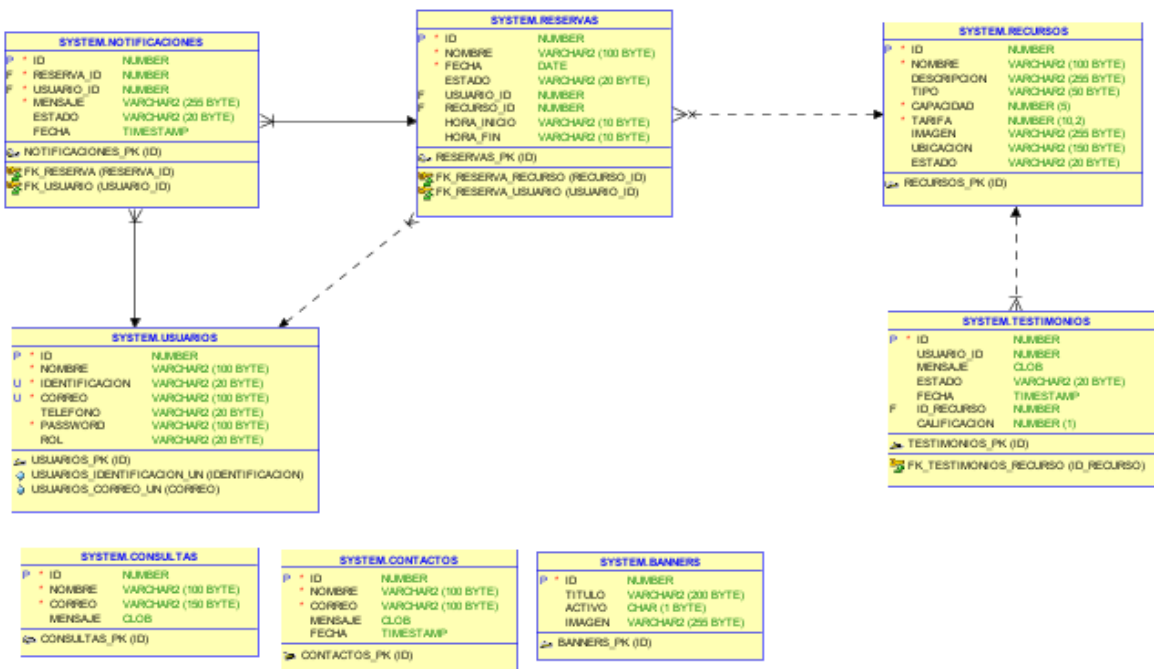 SYSTEM.NOTIFICACIONES
P * ID NUMBER
F * RESERVA_ID NUMBER
F * USUARIO_ID NUMBER
* MENSAJE VARCHAR2 (255 BYTE)
ESTADO VARCHAR2 (20 BYTE)
FECHA TIMESTAMP
NOTIFICACIONES_PK (ID)
FK_RESERVA (RESERVA_ID)
FK_USUARIO (USUARIO_ID)
SYSTEM.RESERVAS
P * ID NUMBER
* NOMBRE VARCHAR2 (100 BYTE)
* FECHA DATE
ESTADO VARCHAR2 (20 BYTE)
F USUARIO_ID NUMBER
F RECURSO_ID NUMBER
HORA_INICIO VARCHAR2 (10 BYTE)
HORA_FIN VARCHAR2 (10 BYTE)
RESERVAS_PK (ID)
FK_RESERVA_RECURSO (RECURSO_ID)
FK_RESERVA_USUARIO (USUARIO_ID)
SYSTEM.RECURSOS
P * ID NUMBER
* NOMBRE VARCHAR2 (100 BYTE)
DESCRIPCION VARCHAR2 (255 BYTE)
TIPO VARCHAR2 (50 BYTE)
* CAPACIDAD NUMBER (5)
* TARIFA NUMBER (10,2)
IMAGEN VARCHAR2 (255 BYTE)
UBICACION VARCHAR2 (150 BYTE)
ESTADO VARCHAR2 (20 BYTE)
RECURSOS_PK (ID)
SYSTEM.USUARIOS
P * ID NUMBER
* NOMBRE VARCHAR2 (100 BYTE)
U * IDENTIFICACION VARCHAR2 (20 BYTE)
U * CORREO VARCHAR2 (100 BYTE)
TELEFONO VARCHAR2 (20 BYTE)
* PASSWORD VARCHAR2 (100 BYTE)
ROL VARCHAR2 (20 BYTE)
USUARIOS_PK (ID)
USUARIOS_IDENTIFICACION_UN (IDENTIFICACION)
USUARIOS_CORREO_UN (CORREO)
SYSTEM.TESTIMONIOS
P * ID NUMBER
USUARIO_ID NUMBER
MENSAJE CLOB
ESTADO VARCHAR2 (20 BYTE)
FECHA TIMESTAMP
F ID_RECURSO NUMBER
CALIFICACION NUMBER (1)
TESTIMONIOS_PK (ID)
FK_TESTIMONIOS_RECURSO (ID_RECURSO)
SYSTEM.CONSULTAS
P * ID NUMBER
* NOMBRE VARCHAR2 (100 BYTE)
* CORREO VARCHAR2 (150 BYTE)
MENSAJE CLOB
CONSULTAS_PK (ID)
SYSTEM.CONTACTOS
P * ID NUMBER
* NOMBRE VARCHAR2 (100 BYTE)
* CORREO VARCHAR2 (100 BYTE)
MENSAJE CLOB
FECHA TIMESTAMP
CONTACTOS_PK (ID)
SYSTEM.BANNERS
P * ID NUMBER
TITULO VARCHAR2 (200 BYTE)
ACTIVO CHAR (1 BYTE)
IMAGEN VARCHAR2 (255 BYTE)
BANNERS_PK (ID)